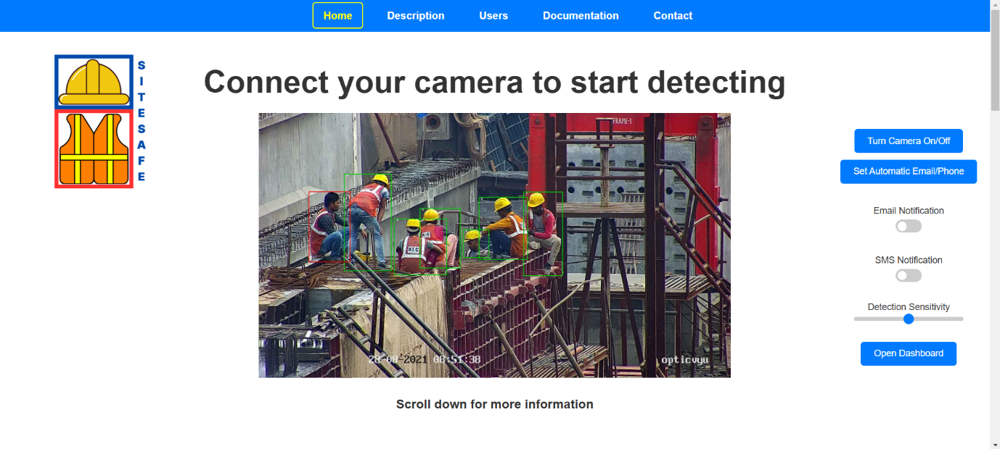 Home Description Users Documentation Contact
SITESAFE
Connect your camera to start detecting
FRAME-1
KEC
28-08-2021 08:51:38
opticvyu
Turn Camera On/Off
Set Automatic Email/Phone
Email Notification
SMS Notification
Detection Sensitivity
Open Dashboard
Scroll down for more information